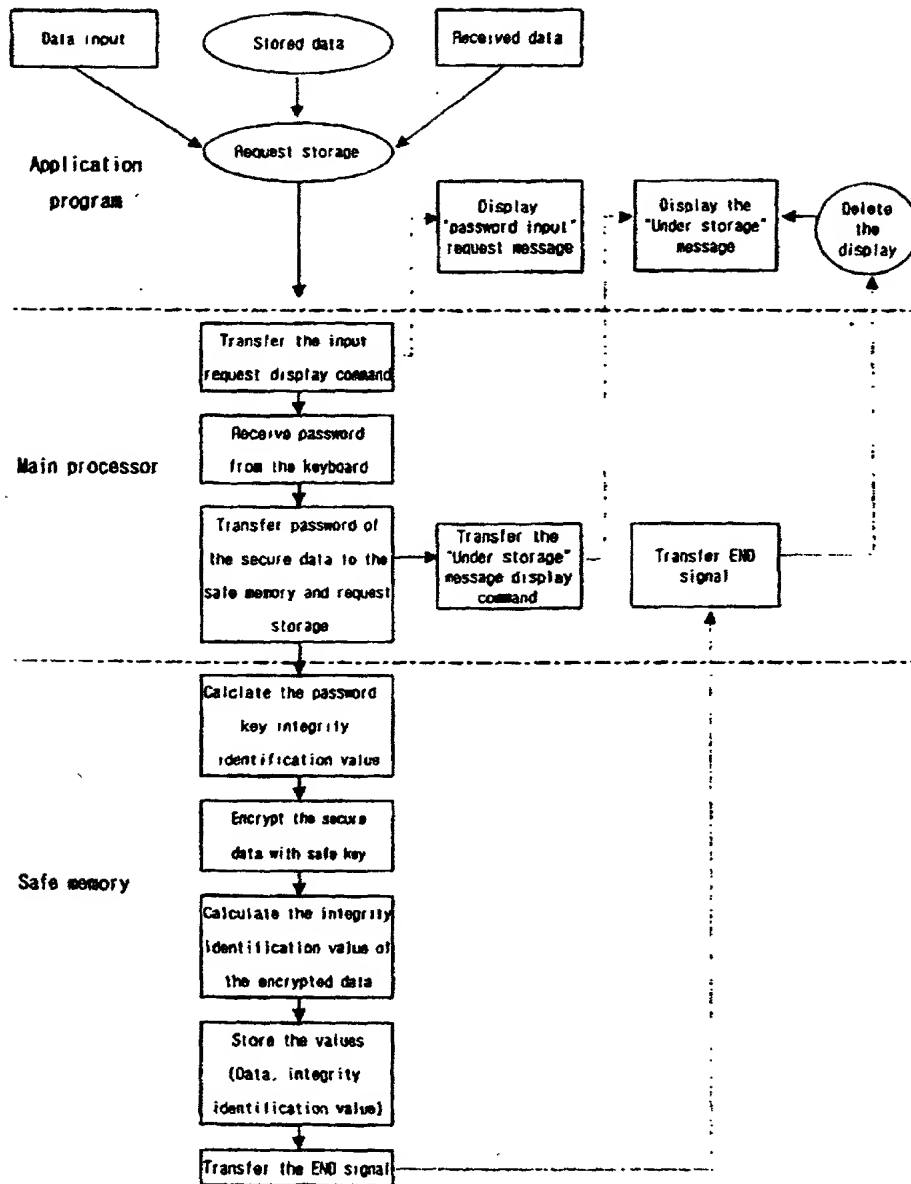 Data input
Stored data
Received data
Request storage
Application
program
Display
"password input"
request message
Display the
"Under storage"
message
Delete
the
display
Transfer the input
request display command
Main processor
Receive password
from the keyboard
Transfer password of
the secure data to the
safe memory and request
storage
Transfer the
"Under storage"
message display
command
Transfer END
signal
Calclate the password
key integrity
identification value
Encrypt the secure
data with safe key
Safe memory
Calculate the integrity
identification value of
the encrypted data
Store the values
(Data, integrity
identification value)
Transfer the END signal